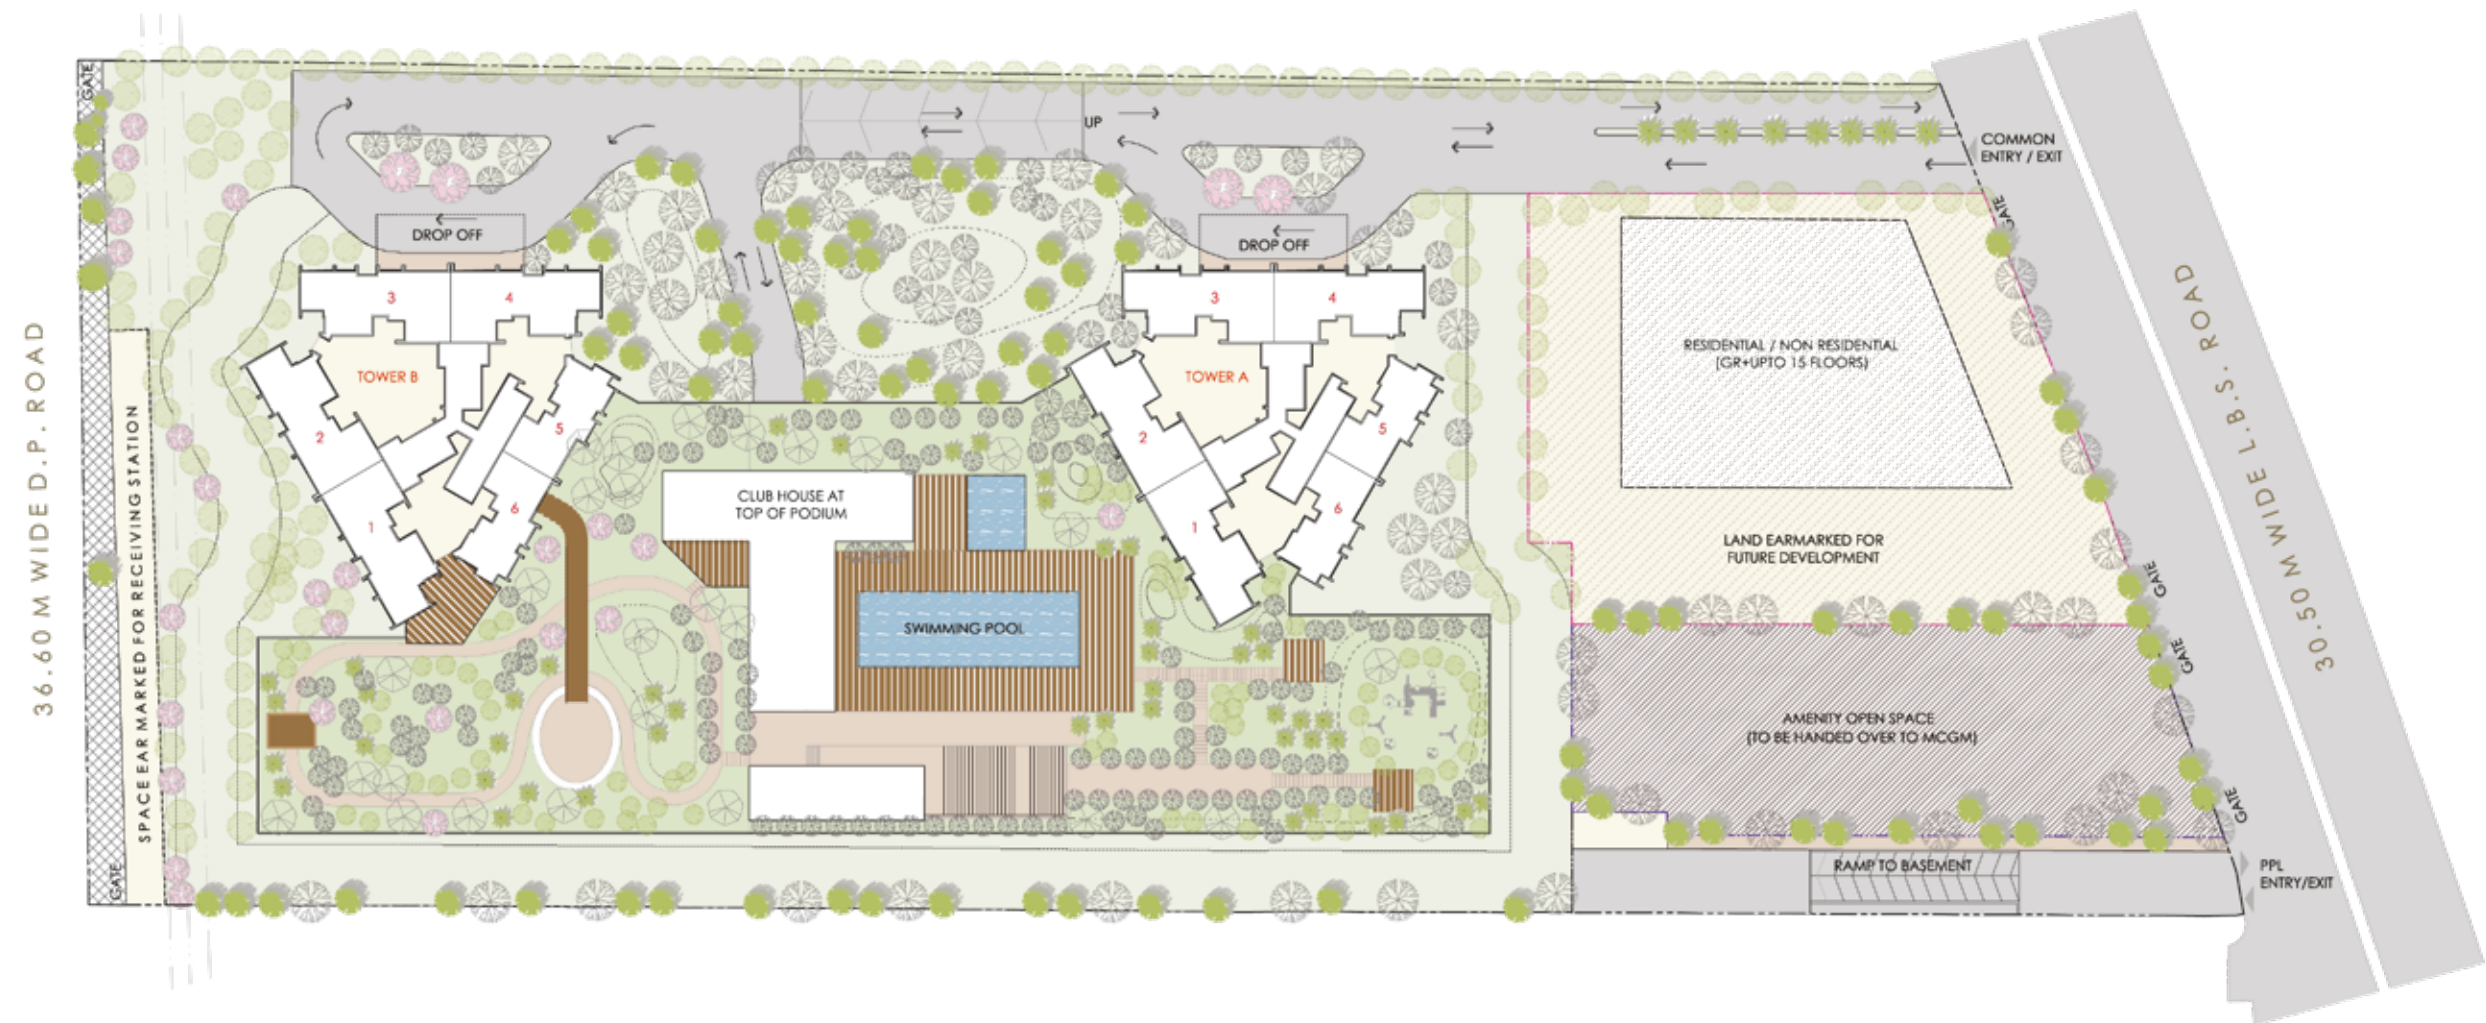 GATE
UP
COMMON
ENTRY / EXIT
DROP OFF
DROP OFF
GATE
3
4
3
4
TOWER B
TOWER A
RESIDENTIAL / NON RESIDENTIAL
(GR+UPTO 15 FLOORS)
2
5
2
5
CLUB HOUSE AT
TOP OF PODIUM
1
6
1
6
LAND EARMARKED FOR
FUTURE DEVELOPMENT
GATE
SWIMMING POOL
GATE
AMENITY OPEN SPACE
(TO BE HANDED OVER TO MCGM)
GATE
RAMP TO BASEMENT
PPL
ENTRY/EXIT
GATE
36.60 M WIDE D.P. ROAD
SPACE EAR MARKED FOR RECEIVING STATION
30.50 M WIDE L.B.S. ROAD